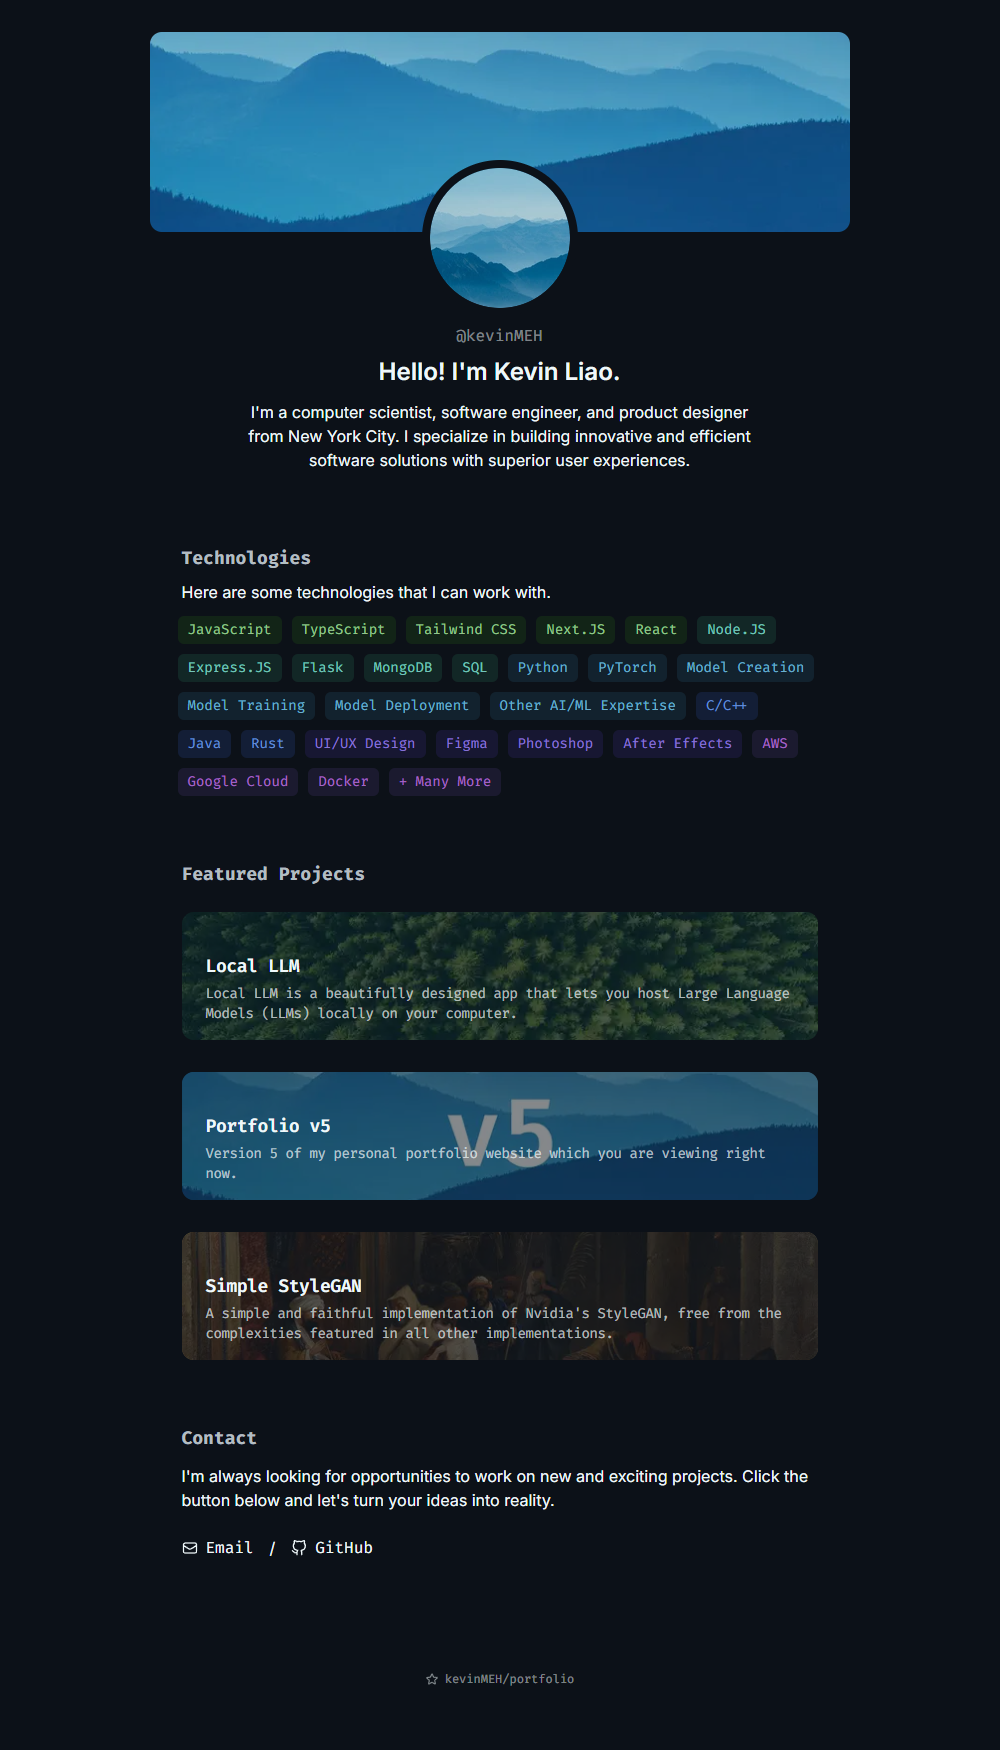 @kevinMEH
Hello! I'm Kevin Liao.
I'm a computer scientist, software engineer, and product designer
from New York City. I specialize in building innovative and efficient
software solutions with superior user experiences.
Technologies
Here are some technologies that I can work with.
JavaScript TypeScript Tailwind CSS Next.JS React Node.JS
Express.JS Flask MongoDB SQL Python PyTorch Model Creation
Model Training Model Deployment Other AI/ML Expertise C/C++
Java Rust UI/UX Design Figma Photoshop After Effects AWS
Google Cloud Docker + Many More
Featured Projects
Local LLM
Local LLM is a beautifully designed app that lets you host Large Language
Models (LLMs) locally on your computer.
v5
Portfolio v5
Version 5 of my personal portfolio website which you are viewing right
now.
Simple StyleGAN
A simple and faithful implementation of Nvidia's StyleGAN, free from the
complexities featured in all other implementations.
Contact
I'm always looking for opportunities to work on new and exciting projects. Click the
button below and let's turn your ideas into reality.
Email / GitHub
kevinMEH/portfolio